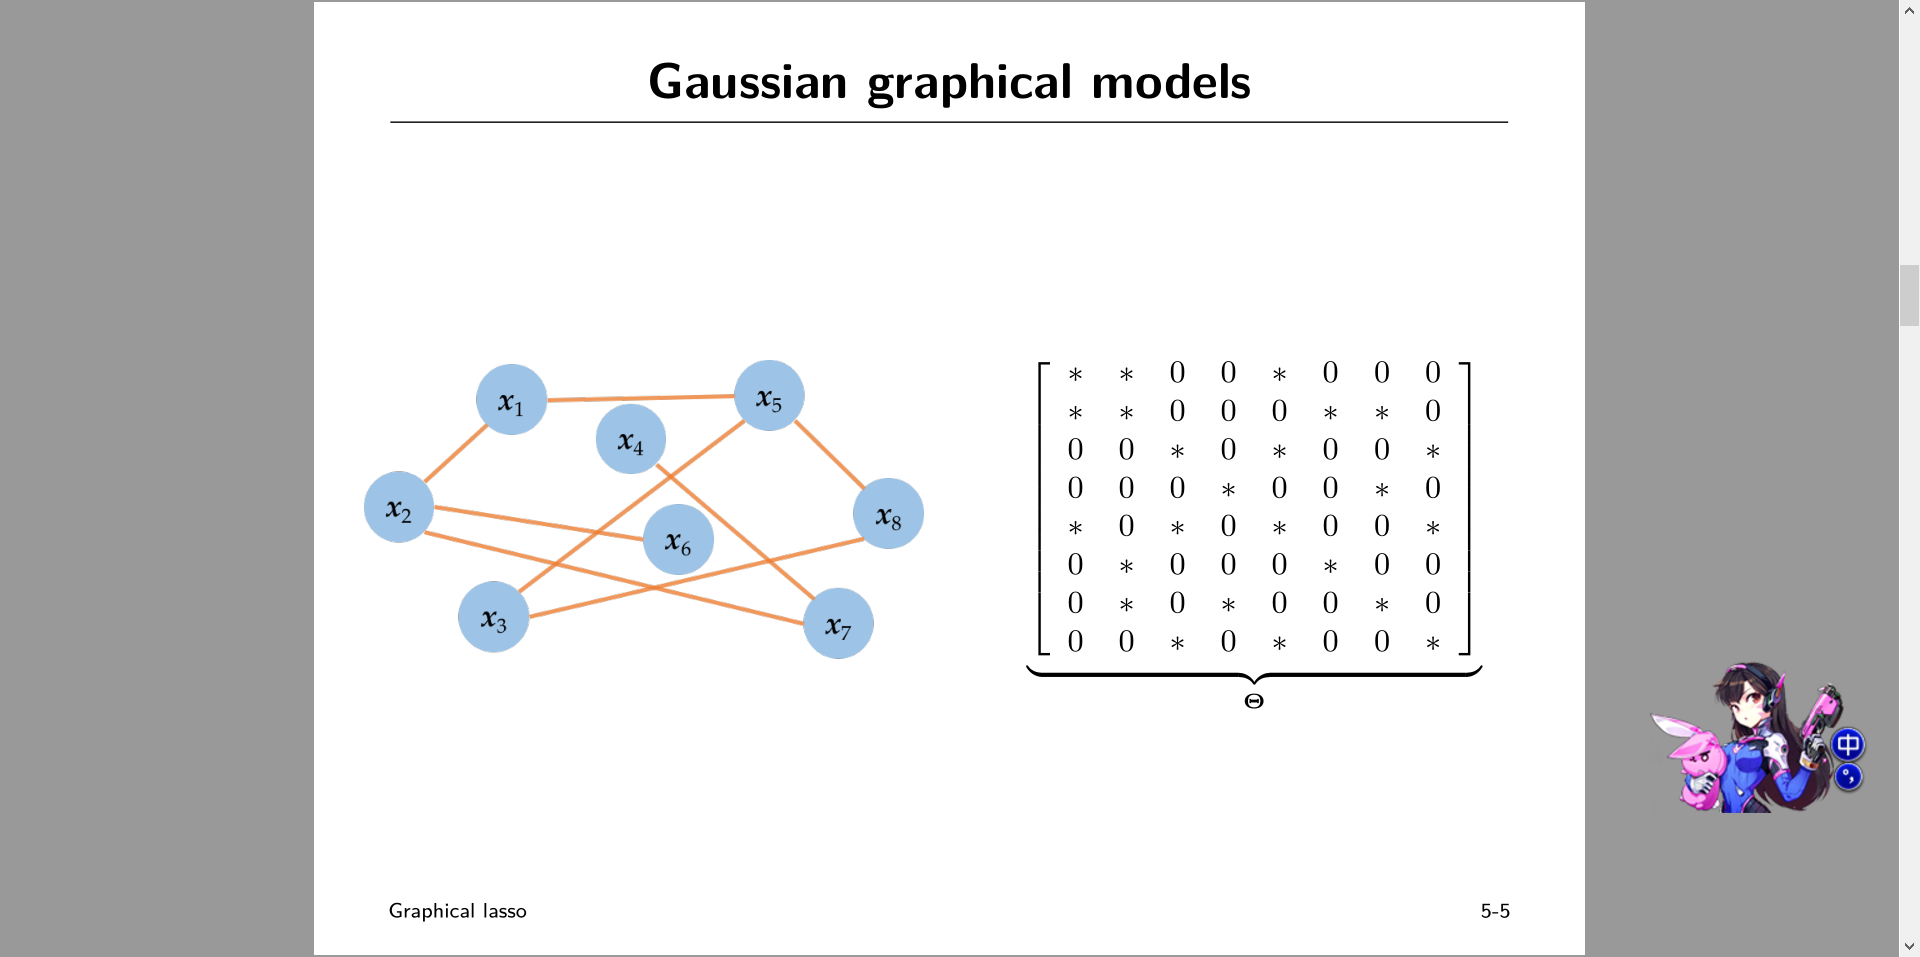 Gaussian graphical models
x1
x5
x4
x2
x6
x8
x3
x7
* * 0 0 * 0 0 0
* * 0 0 0 * * 0
0 0 * 0 * 0 0 *
0 0 0 * 0 0 * 0
* 0 * 0 * 0 0 *
0 * 0 0 0 * 0 0
0 * 0 * 0 0 * 0
0 0 * 0 * 0 0 *
Θ
中
°,
Graphical lasso
5-5